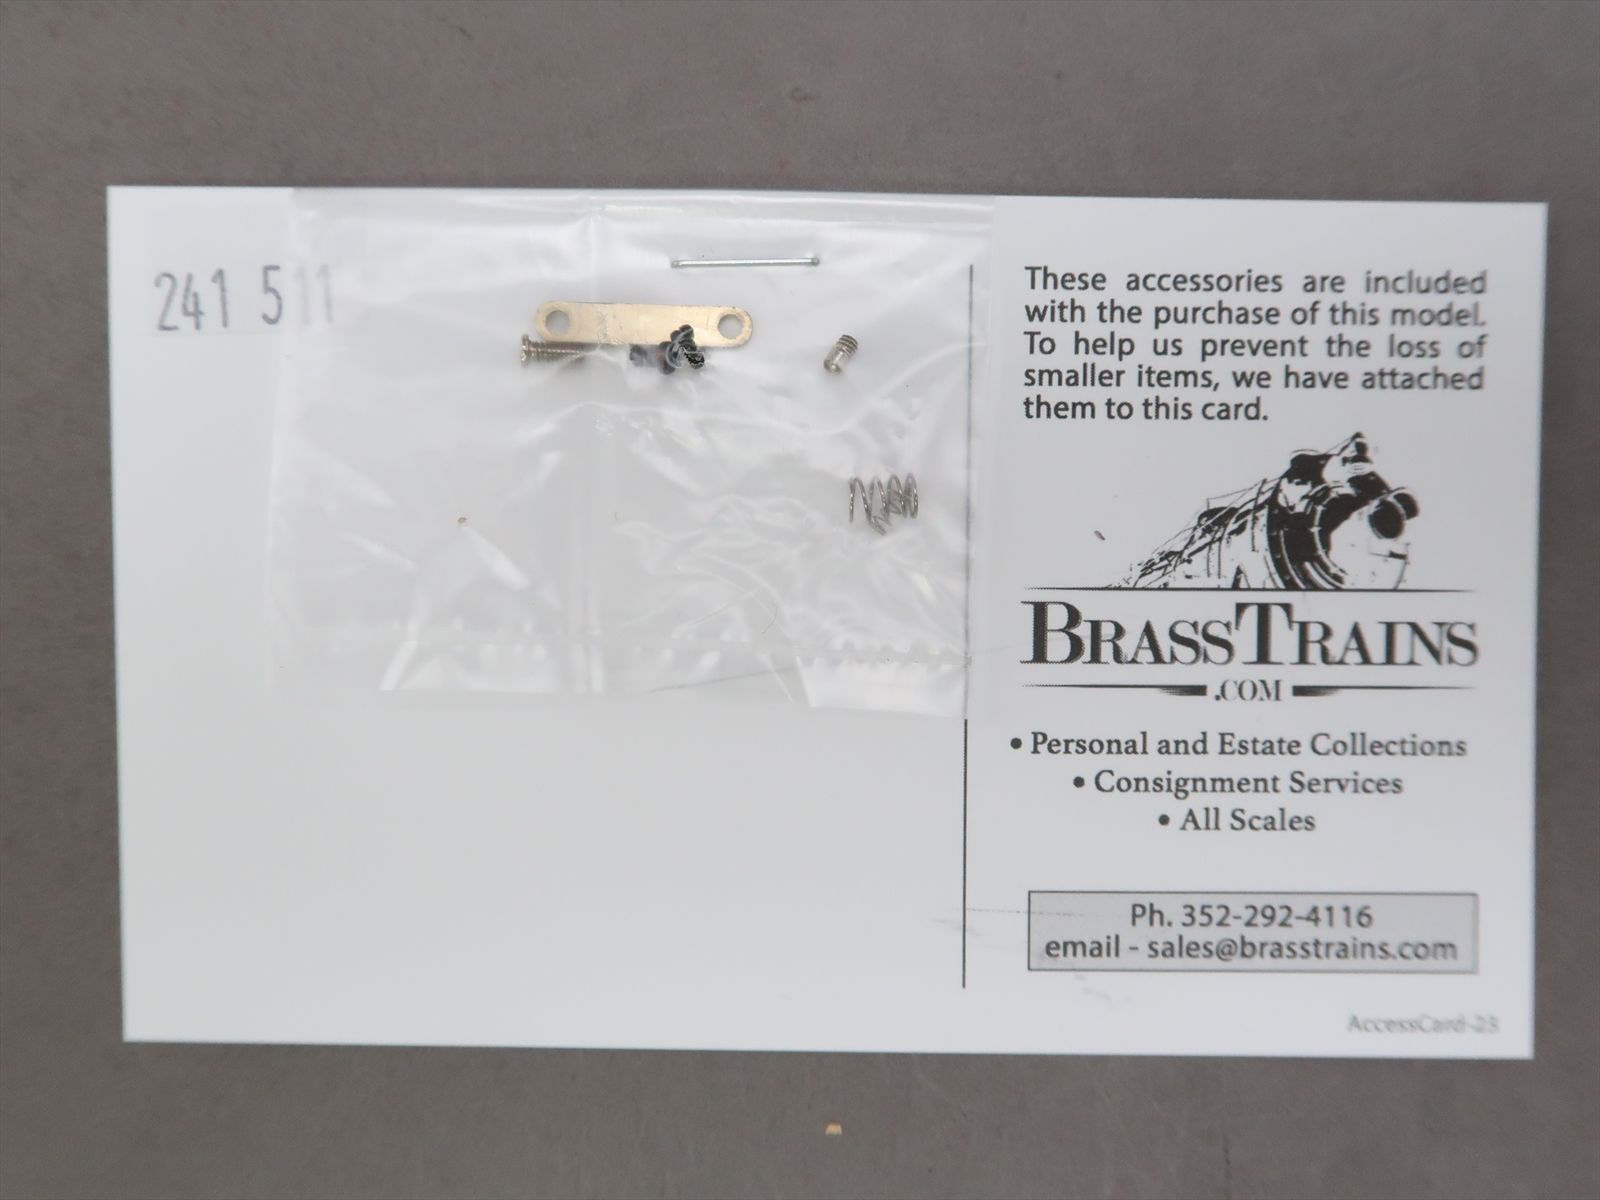 241 511
These accessories are included
with the purchase of this model.
To help us prevent the loss of
smaller items, we have attached
them to this card.
BRASSTRAINS
.COM
• Personal and Estate Collections
• Consignment Services
• All Scales
Ph. 352-292-4116
email - sales@brasstrains.com
AccessCard-23